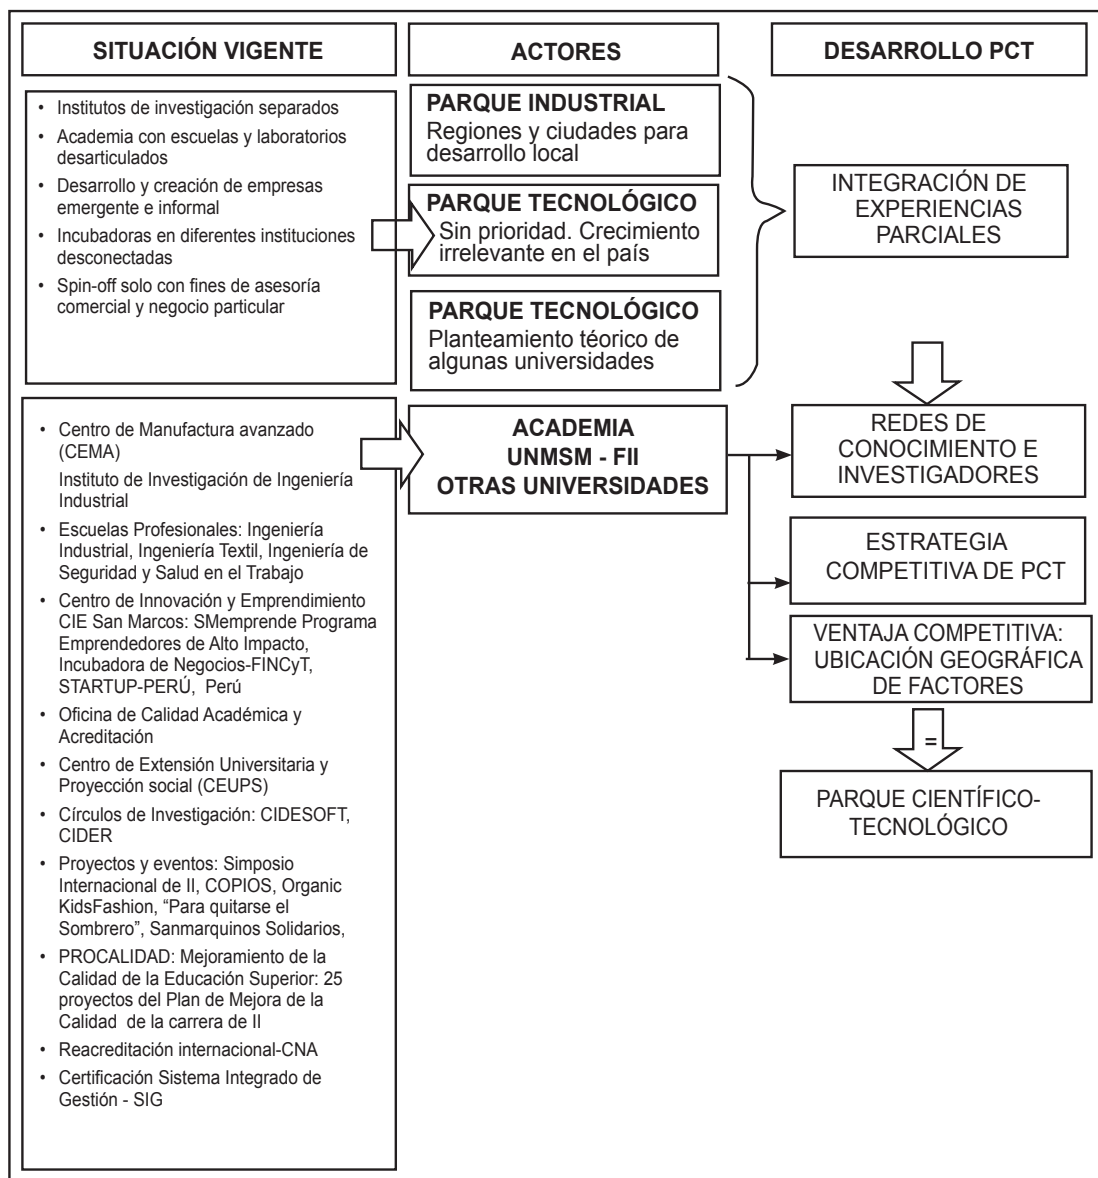 SITUACIÓN VIGENTE
• Institutos de investigación separados
• Academia con escuelas y laboratorios
desarticulados
• Desarrollo y creación de empresas
emergente e informal
• Incubadoras en diferentes instituciones
desconectadas
• Spin-off solo con fines de asesoría
comercial y negocio particular
• Centro de Manufactura avanzado
(CEMA)
Instituto de Investigación de Ingeniería
Industrial
• Escuelas Profesionales: Ingeniería
Industrial, Ingeniería Textil, Ingeniería de
Seguridad y Salud en el Trabajo
• Centro de Innovación y Emprendimiento
CIE San Marcos: SMemprende Programa
Emprendedores de Alto Impacto,
Incubadora de Negocios-FINCyT,
STARTUP-PERÚ, Perú
• Oficina de Calidad Académica y
Acreditación
• Centro de Extensión Universitaria y
Proyección social (CEUPS)
• Círculos de Investigación: CIDESOFT,
CIDER
• Proyectos y eventos: Simposio
Internacional de II, COPIOS, Organic
KidsFashion, “Para quitarse el
Sombrero”, Sanmarquinos Solidarios,
• PROCALIDAD: Mejoramiento de la
Calidad de la Educación Superior: 25
proyectos del Plan de Mejora de la
Calidad de la carrera de II
• Reacreditación internacional-CNA
• Certificación Sistema Integrado de
Gestión - SIG
ACTORES
PARQUE INDUSTRIAL
Regiones y ciudades para
desarrollo local
PARQUE TECNOLÓGICO
Sin prioridad. Crecimiento
irrelevante en el país
PARQUE TECNOLÓGICO
Planteamiento téorico de
algunas universidades
ACADEMIA
UNMSM - FII
OTRAS UNIVERSIDADES
DESARROLLO PCT
INTEGRACIÓN DE
EXPERIENCIAS
PARCIALES
REDES DE
CONOCIMIENTO E
INVESTIGADORES
ESTRATEGIA
COMPETITIVA DE PCT
VENTAJA COMPETITIVA:
UBICACIÓN GEOGRÁFICA
DE FACTORES
=
PARQUE CIENTÍFICO-
TECNOLÓGICO